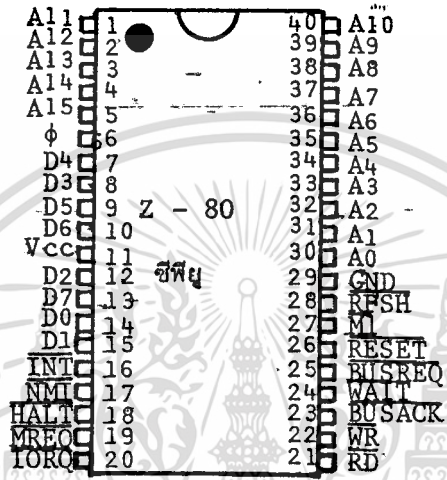 A11 1 40 A10
A12 2 39 A9
A13 3 38 A8
A14 4 37 A7
A15 5 36 A6
ϕ 6 35 A5
D4 7 34 A4
D3 8 33 A3
D5 9 Z - 80 32 A2
D6 10 31 A1
Vcc 11 30 A0
D2 12 ซีพียู 29 GND
D7 13 28 RFSH
D0 14 27 M1
D1 15 26 RESET
INT 16 25 BUSREQ
NMI 17 24 WAIT
HALT 18 23 BUSACK
MREQ 19 22 WR
IORQ 20 21 RD